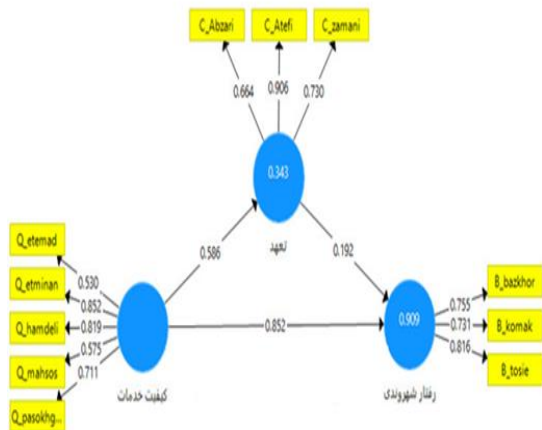 C_Abzari
C_Atefi
C_zamani
0.664
0.906
0.730
0.343
تعهد
0.586
0.192
Q_etemad
Q_etminan
Q_hamdeli
Q_mahsos
Q_pasokhg...
0.530
0.852
0.819
0.575
0.711
کیفیت خدمات
0.852
0.909
رفتار شهروندی
0.755
0.731
0.816
B_bazkhor
B_komak
B_tosie